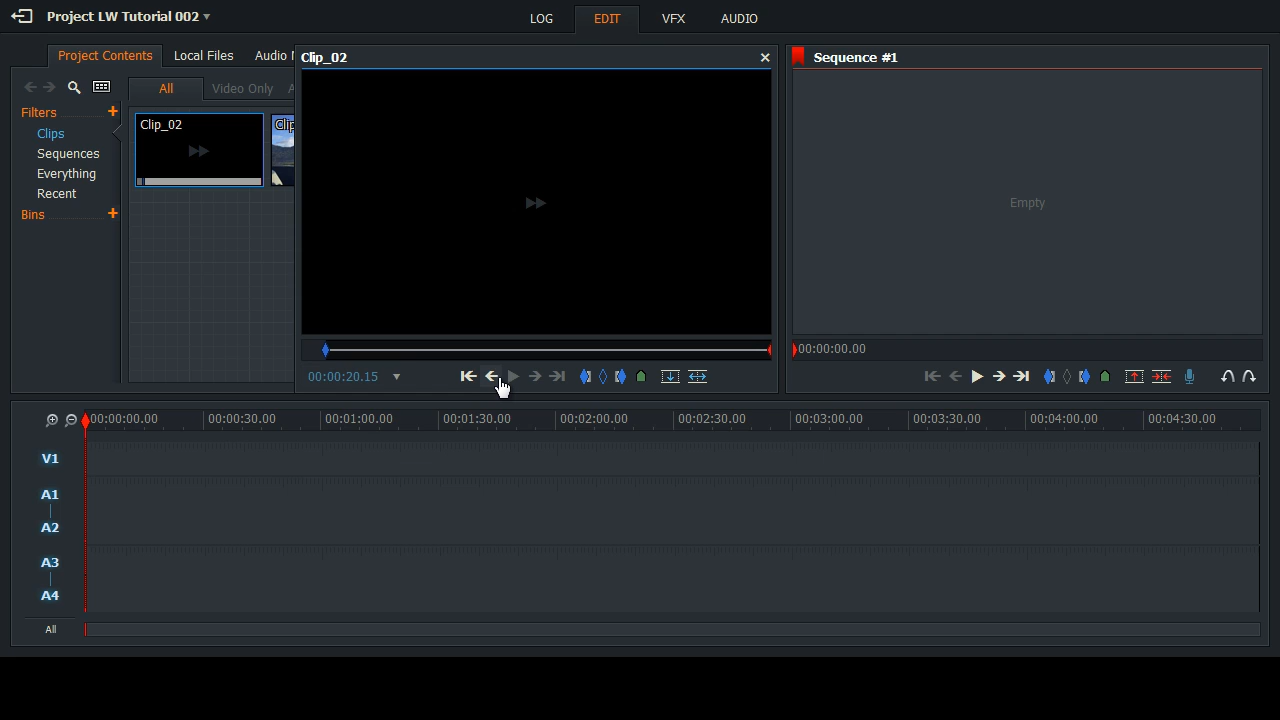 Project LW Tutorial 002
LOG EDIT VFX AUDIO
Project Contents Local Files Audio
Clip_02
Sequence #1
All Video Only
Filters +
Clips
Sequences
Everything
Recent
Bins +
Clip_02
Clip
Empty
00:00:20.15
00:00:00.00
00:00:00.00 00:00:30.00 00:01:00.00 00:01:30.00 00:02:00.00 00:02:30.00 00:03:00.00 00:03:30.00 00:04:00.00 00:04:30.00
V1
A1
A2
A3
A4
All